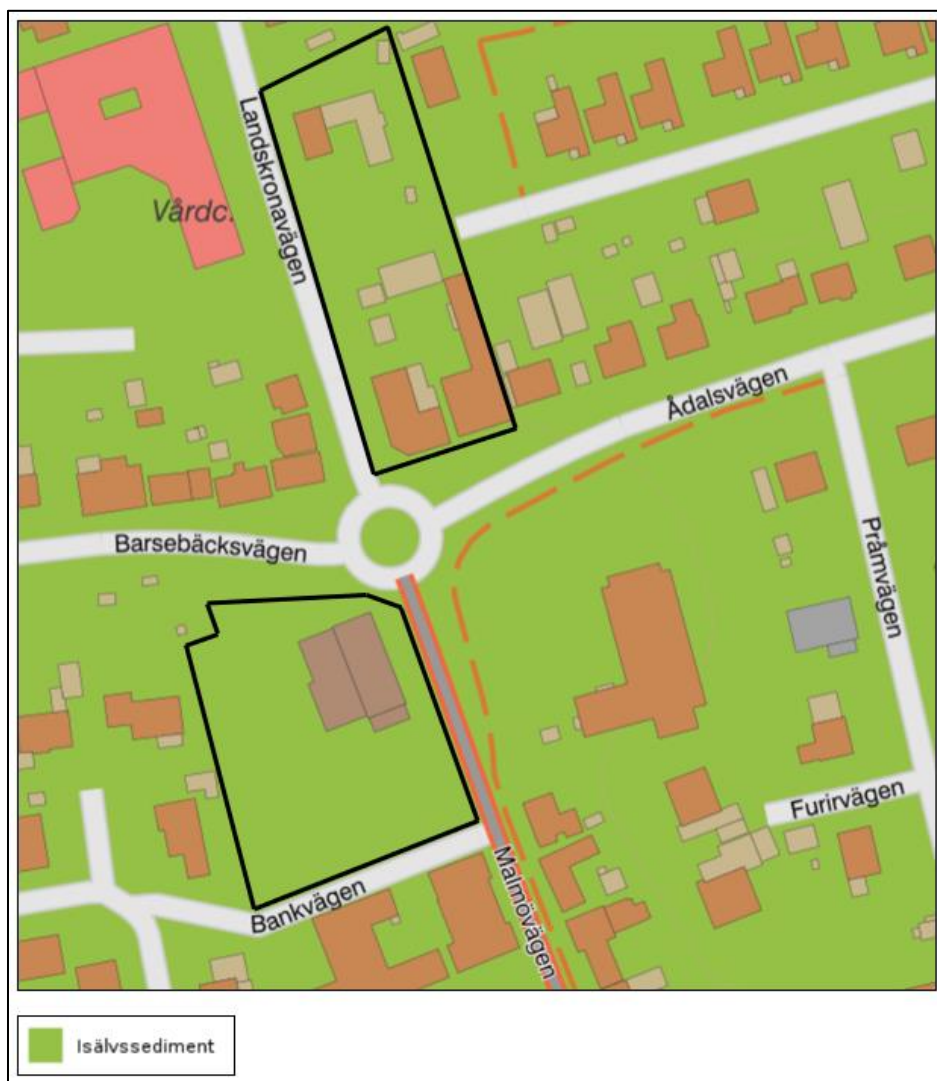 Landskronavägen
Vårdc.
Ådalsvägen
Barsebäcksvägen
Pråmvägen
Furirvägen
Bankvägen
Malmövägen
Isälvssediment